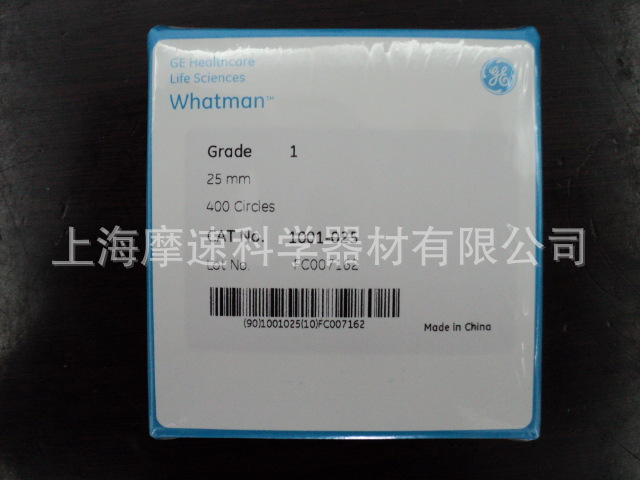 GE Healthcare
Life Sciences
Whatman™
GE
Grade 1
25 mm
400 Circles
CAT No. 1001-025
上海摩速科学器材有限公司
Lot No. FC007162
(90)1001025(10)FC007162
Made in China